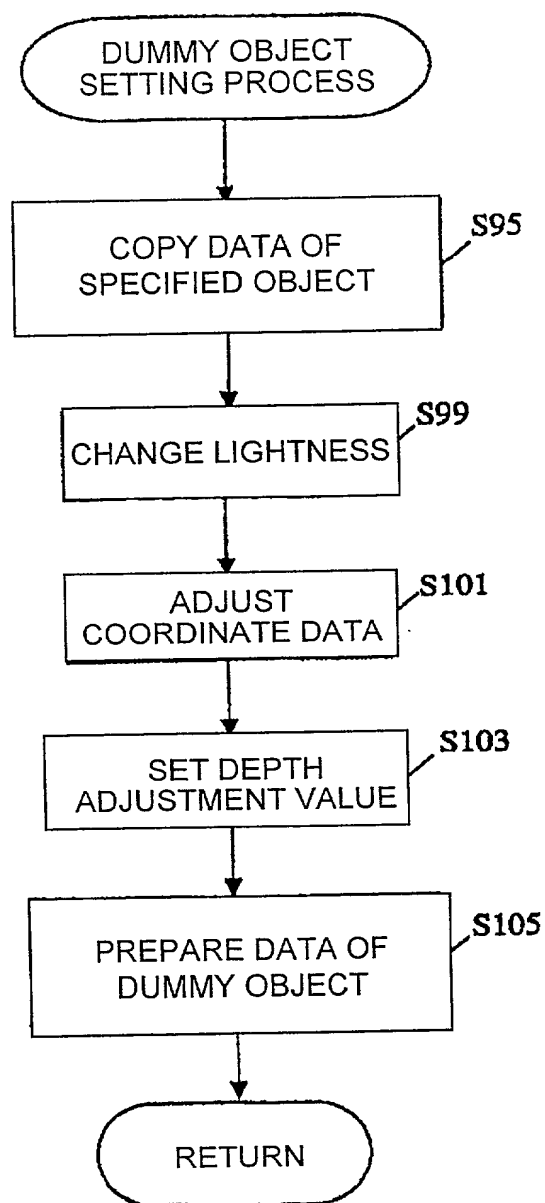 DUMMY OBJECT
SETTING PROCESS
S95
COPY DATA OF
SPECIFIED OBJECT
S99
CHANGE LIGHTNESS
S101
ADJUST
COORDINATE DATA
S103
SET DEPTH
ADJUSTMENT VALUE
S105
PREPARE DATA OF
DUMMY OBJECT
RETURN